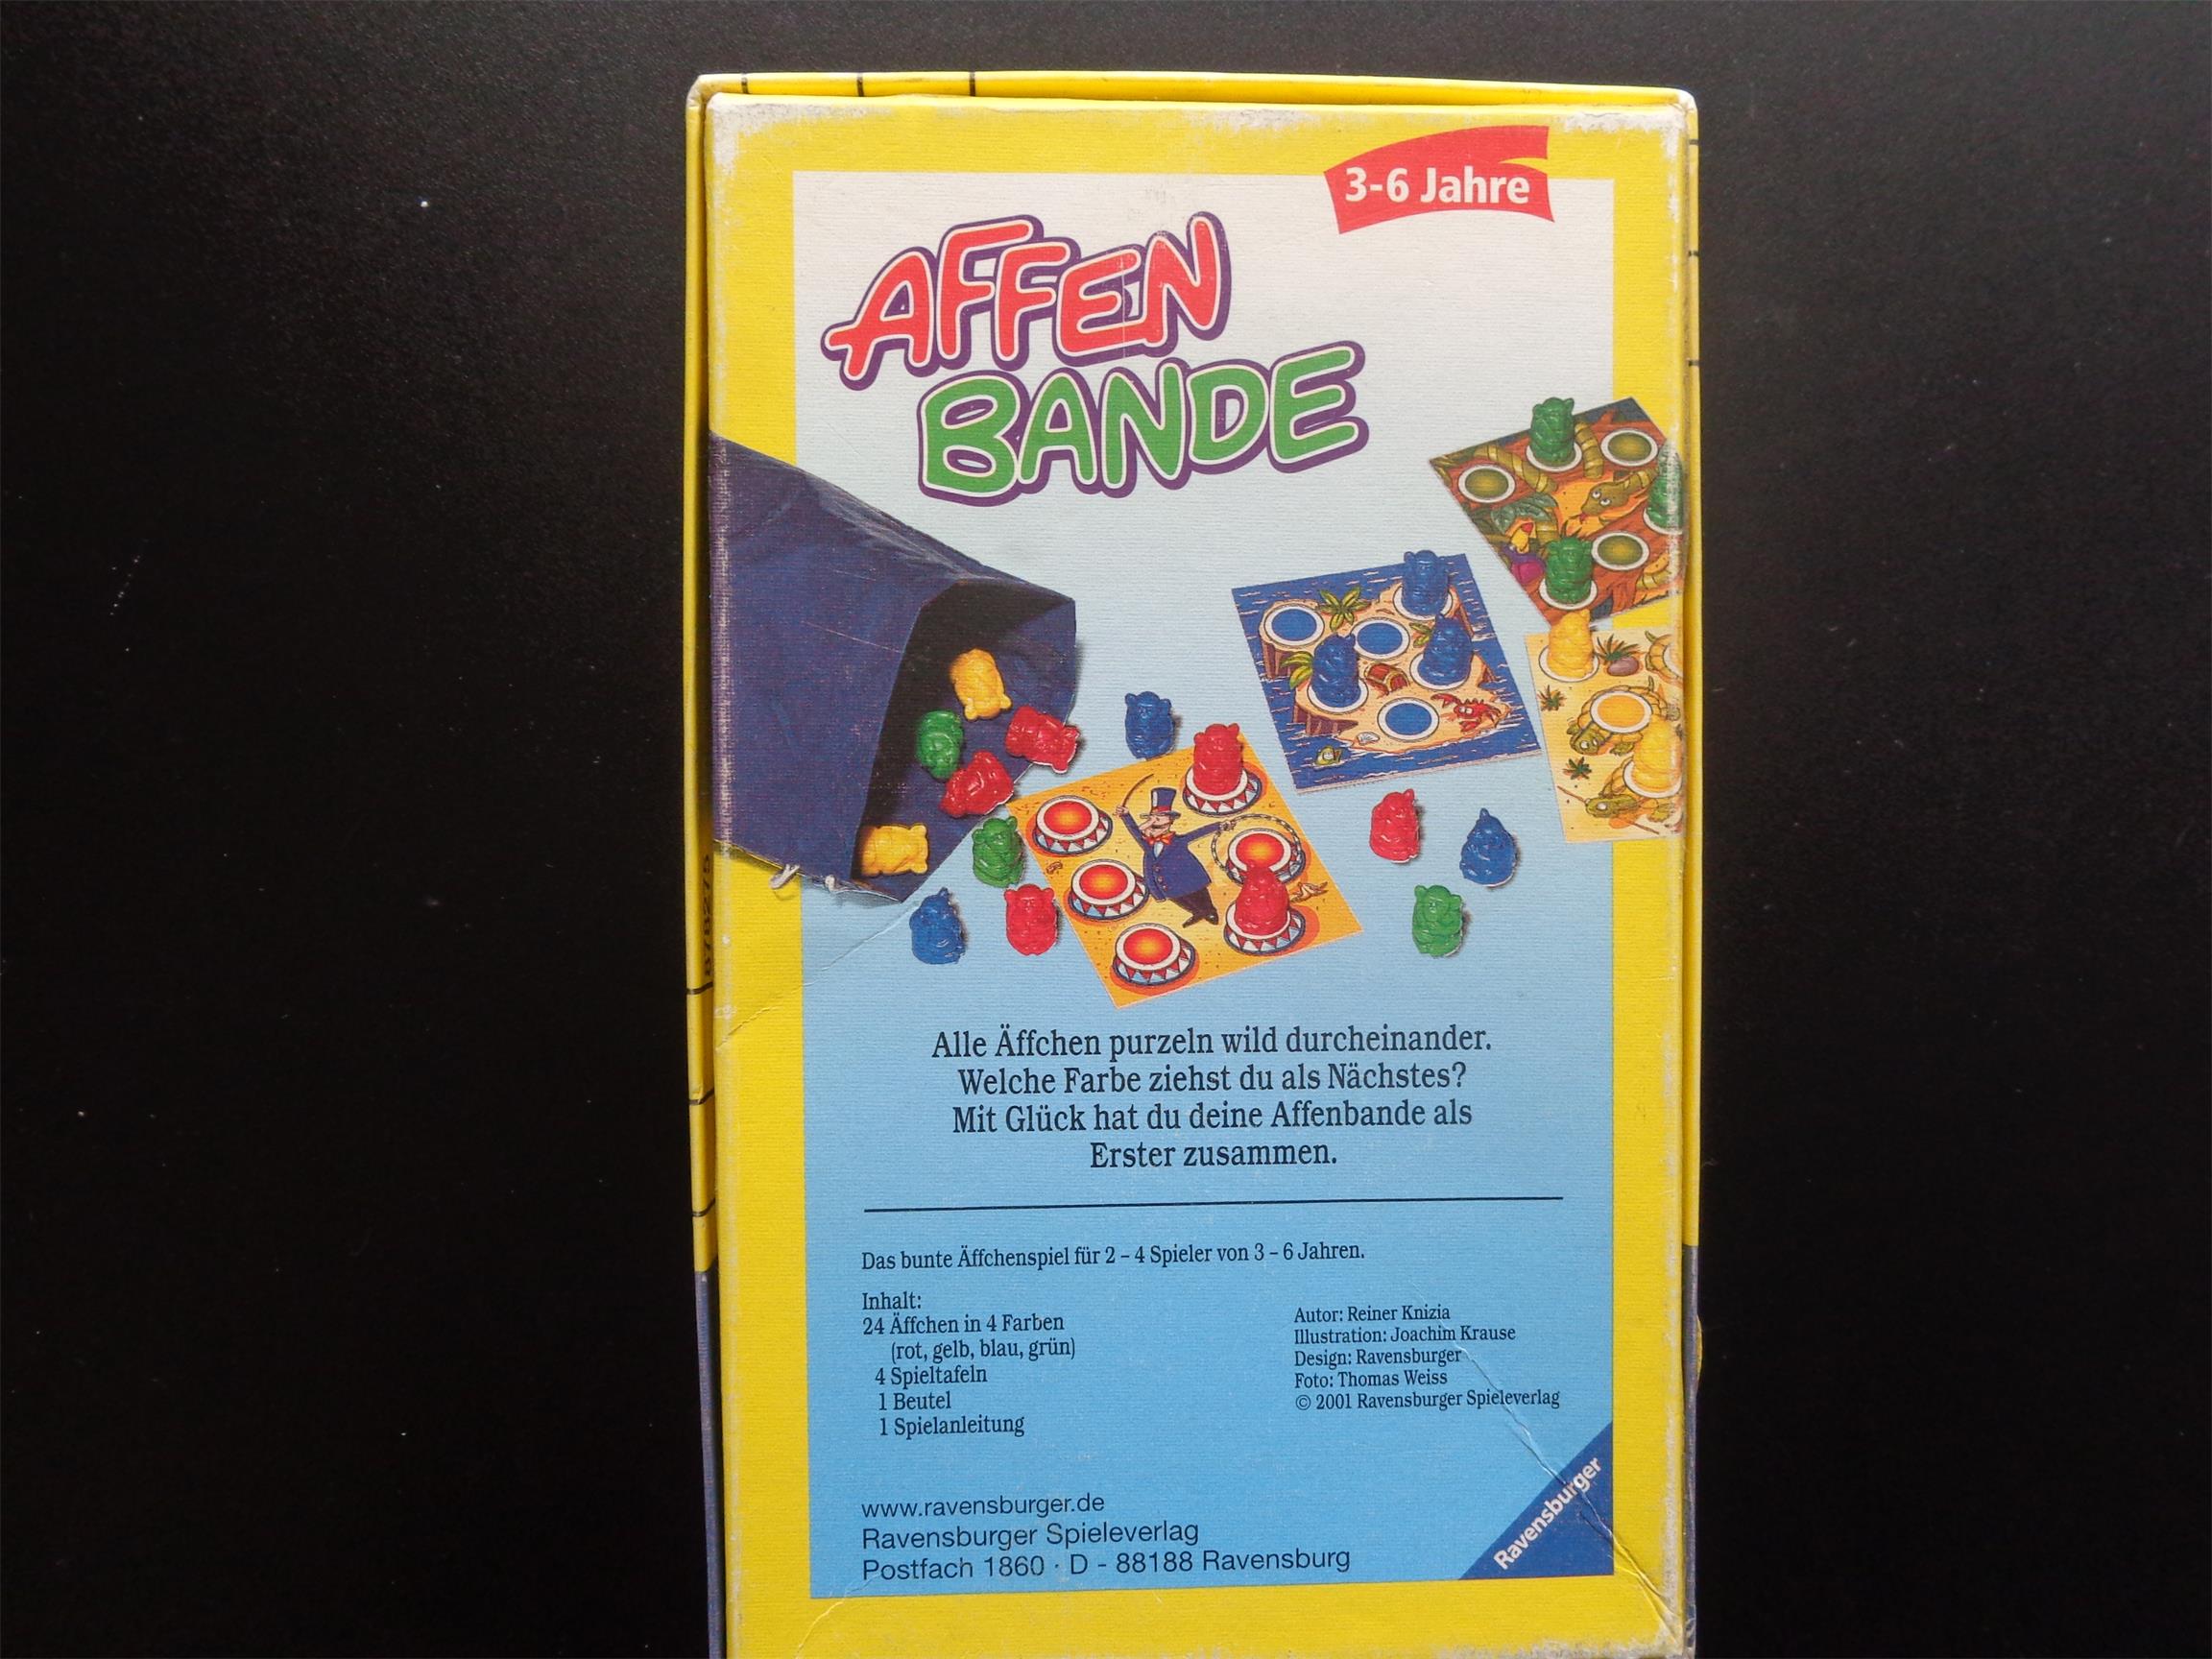 3-6 Jahre
AFFEN
BANDE
Alle Äffchen purzeln wild durcheinander.
Welche Farbe ziehst du als Nächstes?
Mit Glück hat du deine Affenbande als
Erster zusammen.
Das bunte Äffchenspiel für 2 – 4 Spieler von 3 – 6 Jahren.
Inhalt:
24 Äffchen in 4 Farben
(rot, gelb, blau, grün)
4 Spieltafeln
1 Beutel
1 Spielanleitung
Autor: Reiner Knizia
Illustration: Joachim Krause
Design: Ravensburger
Foto: Thomas Weiss
© 2001 Ravensburger Spieleverlag
www.ravensburger.de
Ravensburger Spieleverlag
Postfach 1860 · D - 88188 Ravensburg
Ravensburger